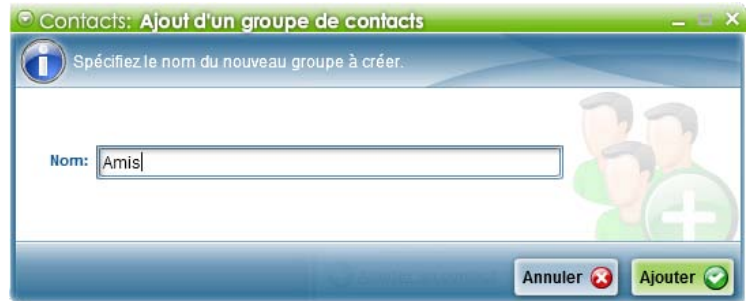 Contacts: Ajout d'un groupe de contacts
Spécifiez le nom du nouveau groupe à créer.
Nom: Amis
Annuler Ajouter